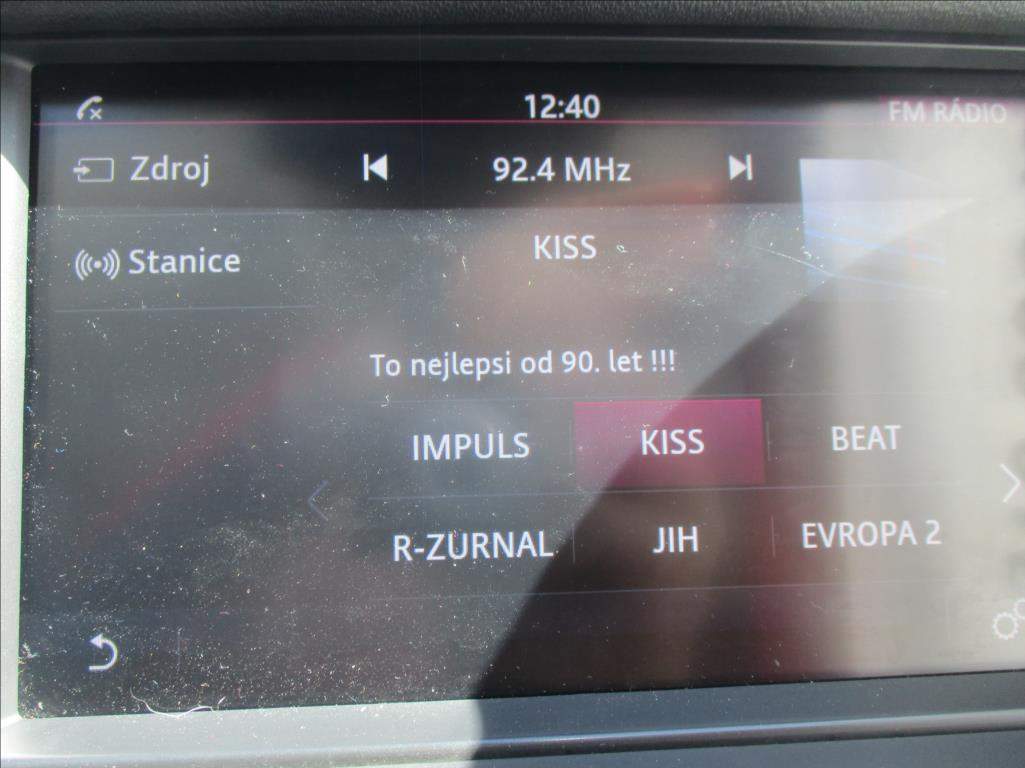 12:40 FM RÁDIO
Zdroj 92.4 MHz
Stanice KISS
To nejlepsi od 90. let !!!
IMPULS KISS BEAT
R-ZURNAL JIH EVROPA 2